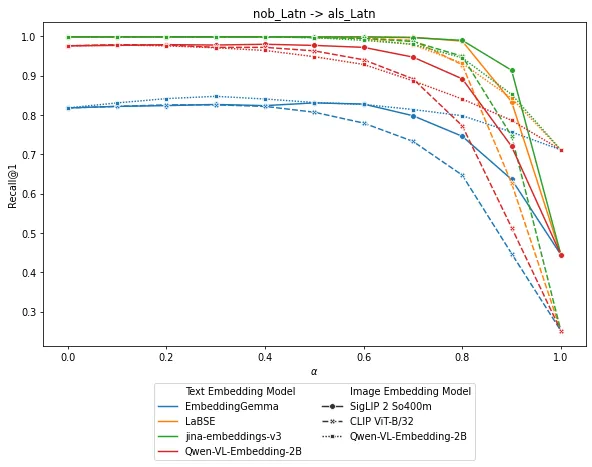 nob_Latn -> als_Latn
1.0
0.9
0.8
0.7
0.6
0.5
0.4
0.3
Recall@1
0.0 0.2 0.4 0.6 0.8 1.0
α
Text Embedding Model Image Embedding Model
EmbeddingGemma SigLIP 2 So400m
LaBSE CLIP ViT-B/32
jina-embeddings-v3 Qwen-VL-Embedding-2B
Qwen-VL-Embedding-2B